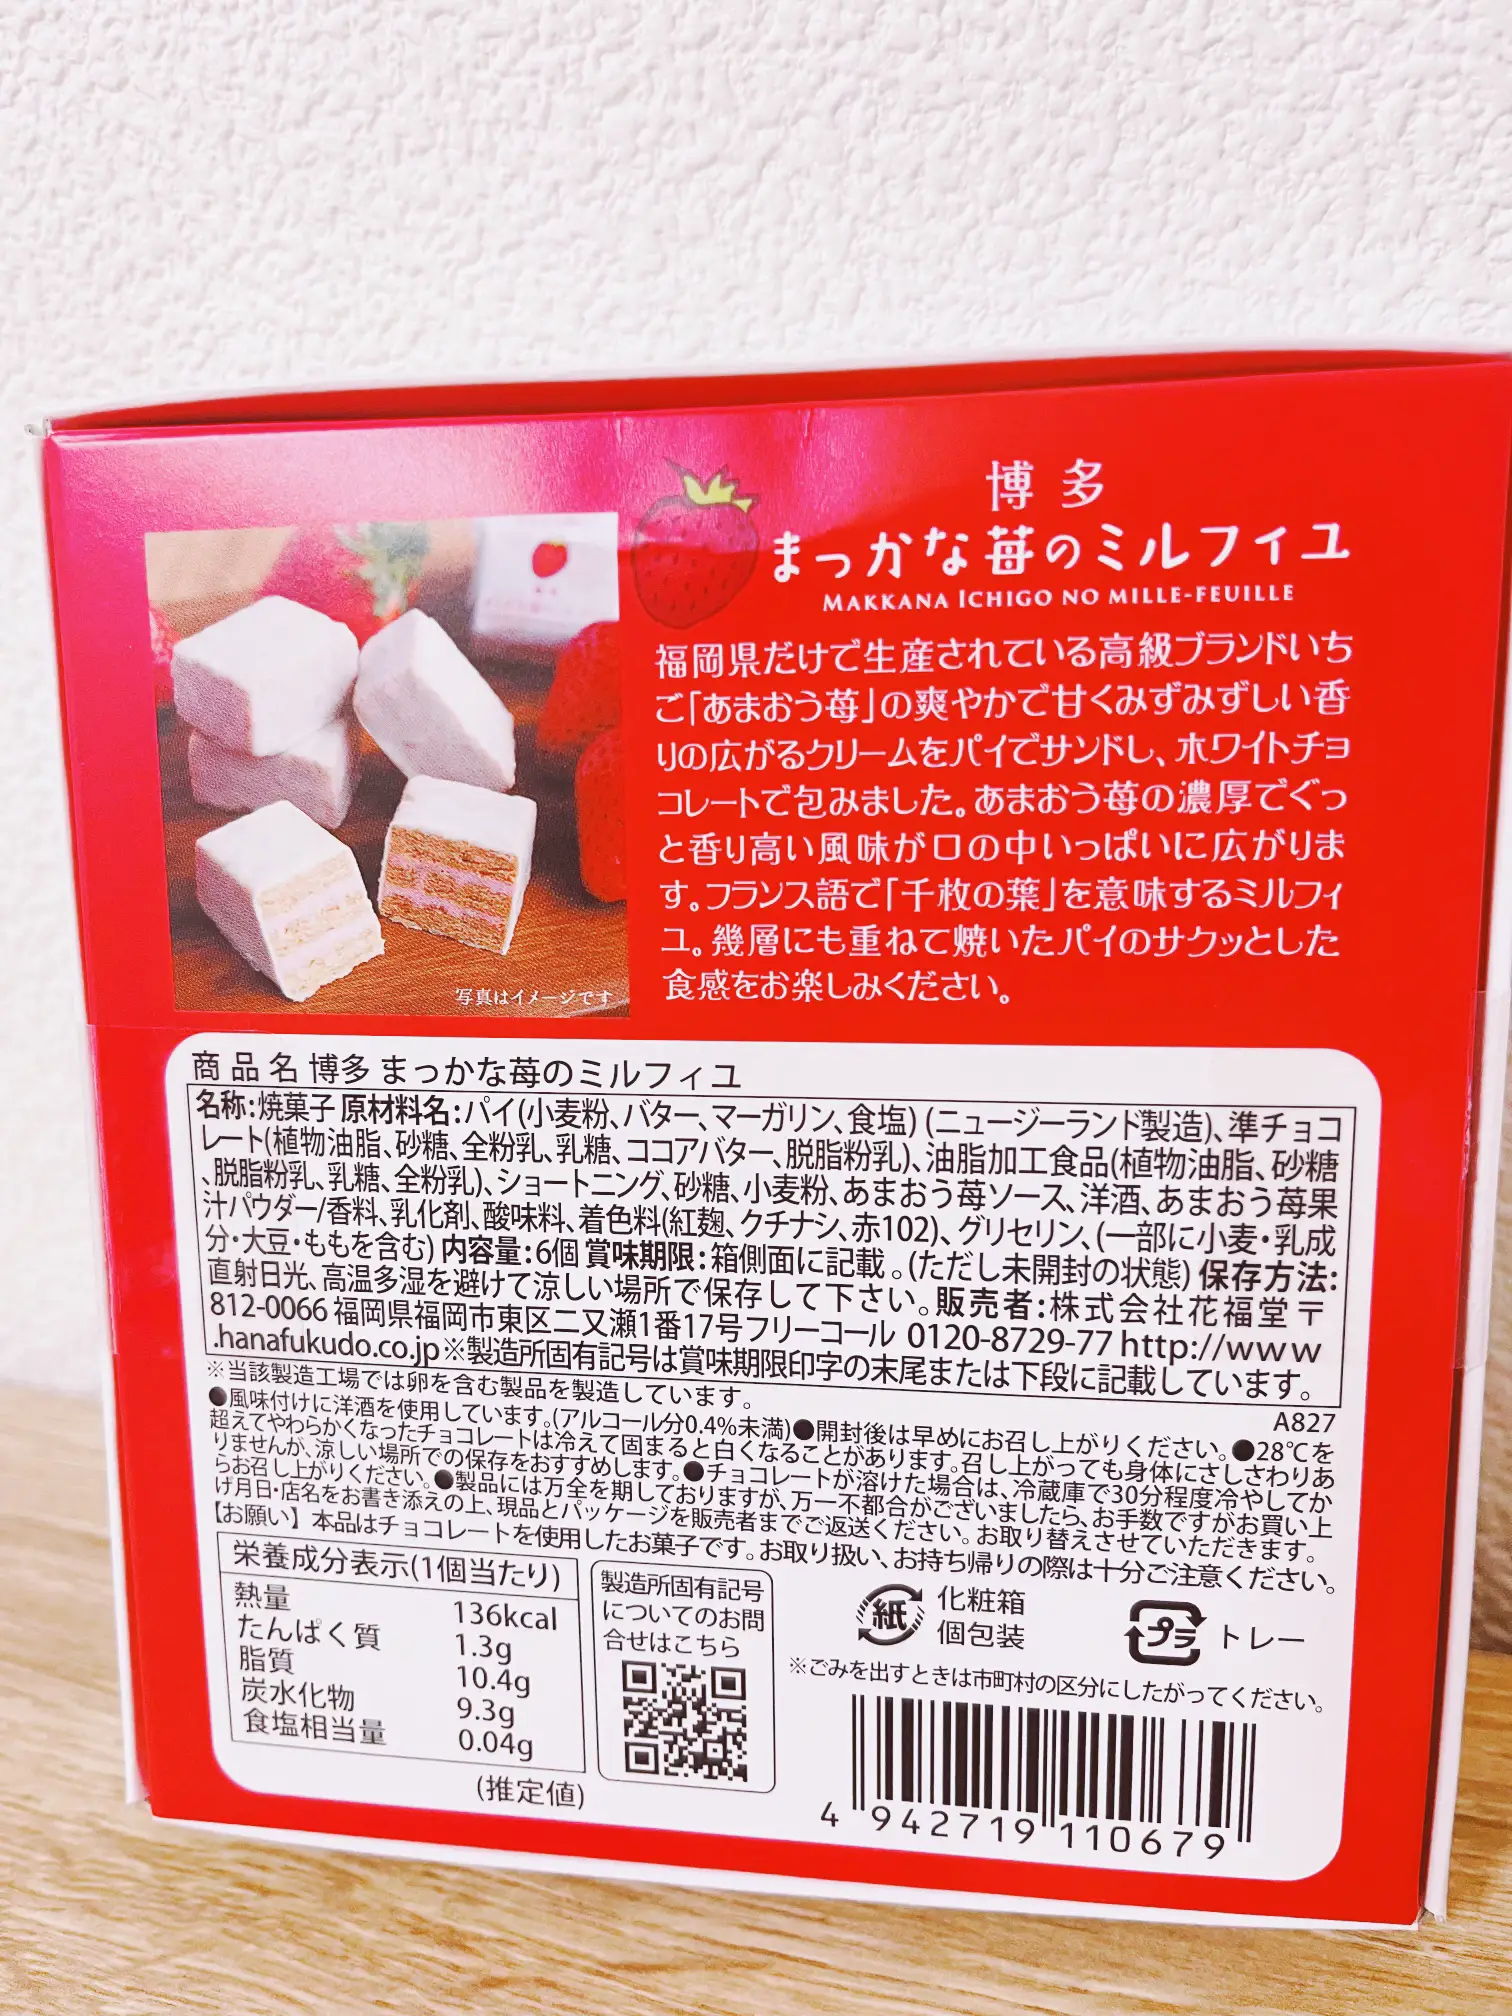 博多
まっかな苺のミルフィユ
MAKKANA ICHIGO NO MILLE-FEUILLE
福岡県だけで生産されている高級ブランドいち
ご「あまおう苺」の爽やかで甘くみずみずしい香
りの広がるクリームをパイでサンドし、ホワイトチョ
コレートで包みました。あまおう苺の濃厚でぐっ
と香り高い風味が口の中いっぱいに広がりま
す。フランス語で「千枚の葉」を意味するミルフィ
ユ。幾層にも重ねて焼いたパイのサクッとした
食感をお楽しみください。
写真はイメージです
商品名 博多 まっかな苺のミルフィユ
名称:焼菓子 原材料名:パイ(小麦粉、バター、マーガリン、食塩) (ニュージーランド製造)、準チョコ
レート(植物油脂、砂糖、全粉乳、乳糖、ココアバター、脱脂粉乳)、油脂加工食品(植物油脂、砂糖
、脱脂粉乳、乳糖、全粉乳)、ショートニング、砂糖、小麦粉、あまおう苺ソース、洋酒、あまおう苺果
汁パウダー/香料、乳化剤、酸味料、着色料(紅麹、クチナシ、赤102)、グリセリン、(一部に小麦・乳成
分・大豆・ももを含む) 内容量:6個 賞味期限:箱側面に記載。(ただし未開封の状態) 保存方法:
直射日光、高温多湿を避けて涼しい場所で保存して下さい。販売者:株式会社花福堂 〒
812-0066 福岡県福岡市東区二又瀬1番17号フリーコール 0120-8729-77 http://www
.hanafukudo.co.jp※製造所固有記号は賞味期限印字の末尾または下段に記載しています。
※当該製造工場では卵を含む製品を製造しています。
A827
●風味付けに洋酒を使用しています。(アルコール分0.4%未満)●開封後は早めにお召し上がりください。●28℃を
超えてやわらかくなったチョコレートは冷えて固まると白くなることがあります。召し上がっても身体にさしさわりあ
りませんが、涼しい場所での保存をおすすめします。●チョコレートが溶けた場合は、冷蔵庫で30分程度冷やしてか
らお召し上がりください。●製品には万全を期しておりますが、万一不都合がございましたら、お手数ですがお買い上
げ月日・店名をお書き添えの上、現品とパッケージを販売者までご返送ください。お取り替えさせていただきます。
【お願い】本品はチョコレートを使用したお菓子です。お取り扱い、お持ち帰りの際は十分ご注意ください。
栄養成分表示(1個当たり)
熱量 136kcal
たんぱく質 1.3g
脂質 10.4g
炭水化物 9.3g
食塩相当量 0.04g
(推定値)
製造所固有記号
についてのお問
合せはこちら
紙 化粧箱
個包装
プラ トレー
※ごみを出すときは市町村の区分にしたがってください。
4 942719 110679